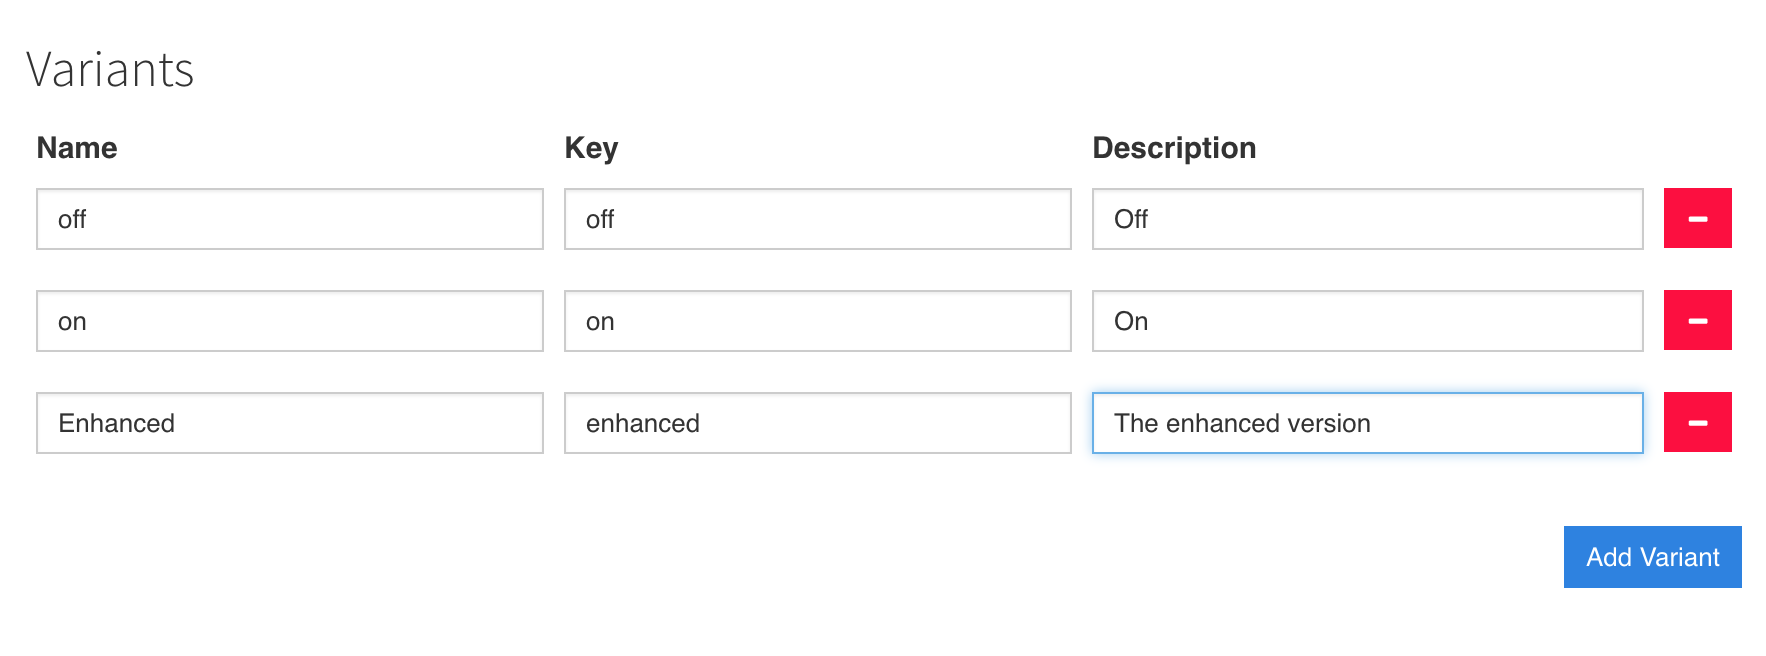 Variants
Name Key Description
off off Off
on on On
Enhanced enhanced The enhanced version
Add Variant